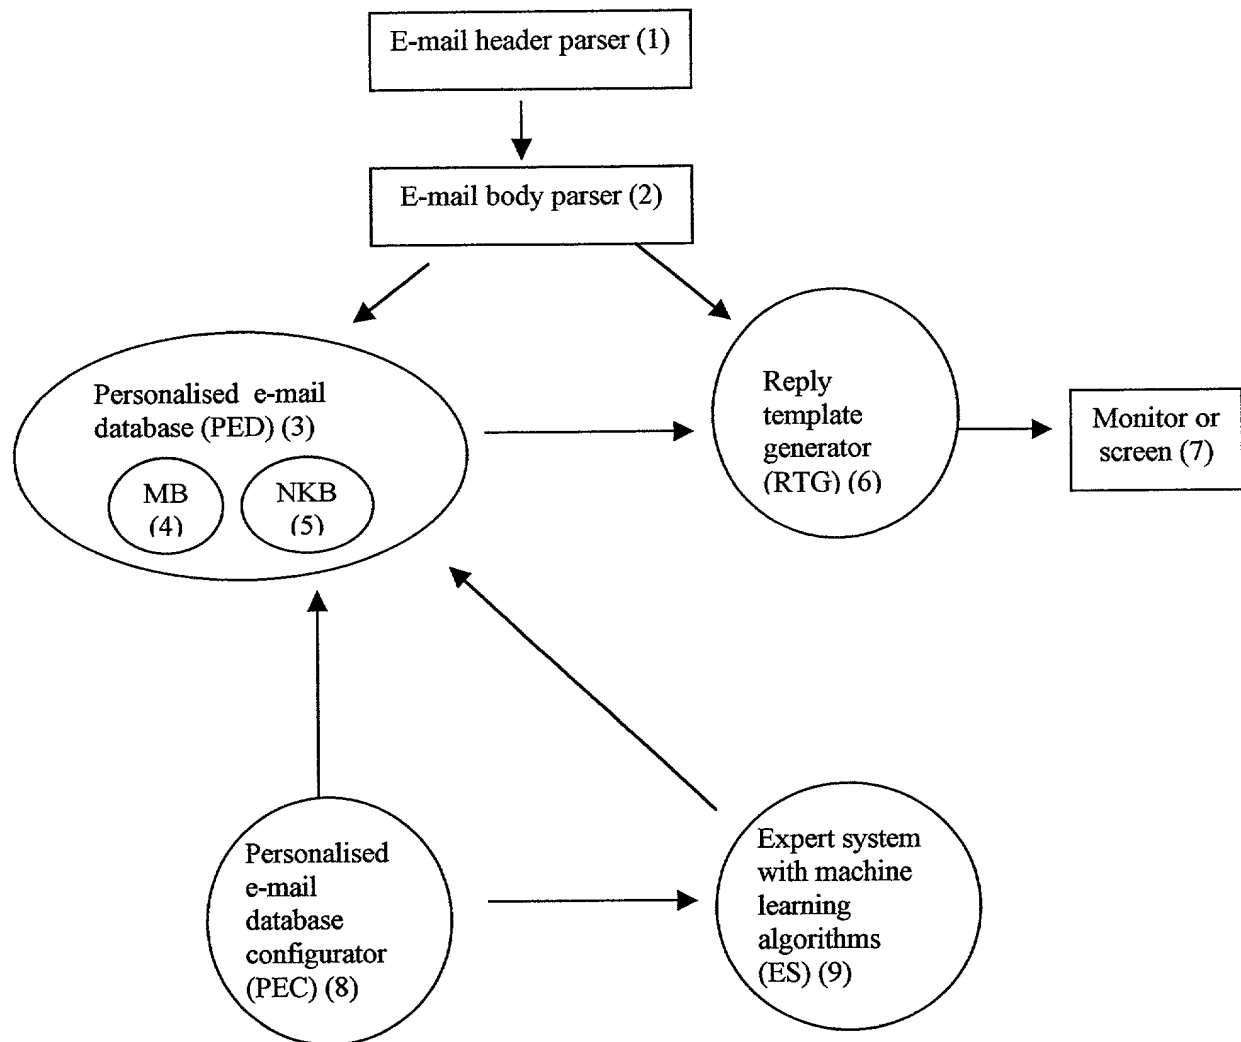 E-mail header parser (1)
E-mail body parser (2)
Personalised e-mail
database (PED) (3)
MB
(4)
NKB
(5)
Reply
template
generator
(RTG) (6)
Monitor or
screen (7)
Personalised
e-mail
database
configurator
(PEC) (8)
Expert system
with machine
learning
algorithms
(ES) (9)